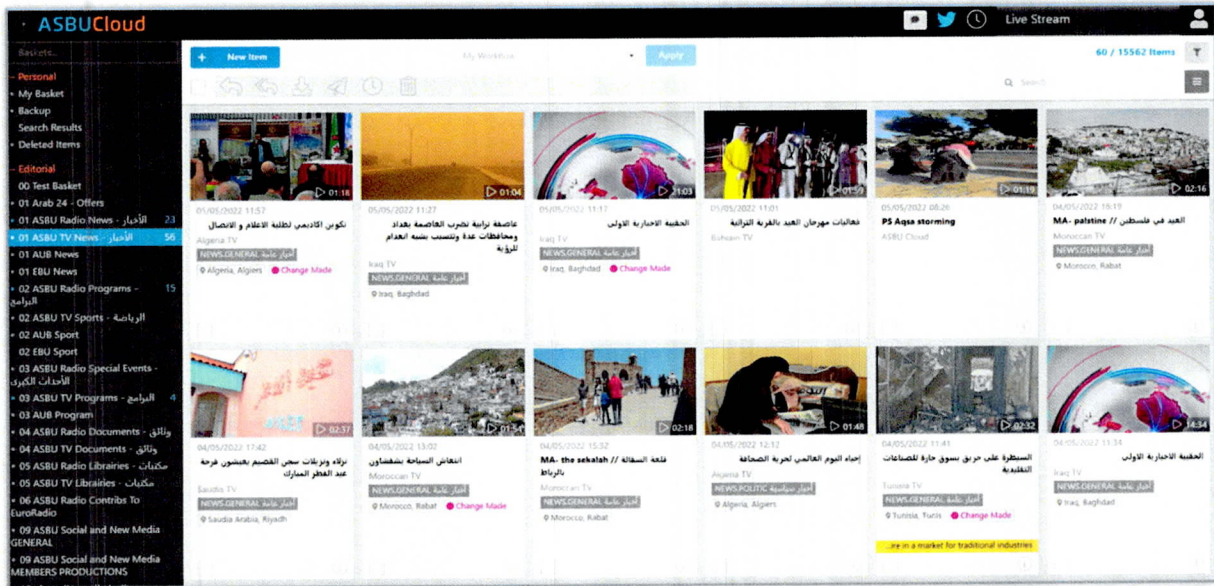 ASBUCloud
Live Stream
Baskets...
+ New Item
My Workflow
Apply
60 / 15562 Items
Search
– Personal
My Basket
Backup
Search Results
Deleted Items
– Editorial
00 Test Basket
01 Arab 24 - Offers
01 ASBU Radio News - الأخبار 23
01 ASBU TV News - الأخبار 56
01 AUB News
01 EBU News
02 ASBU Radio Programs - 15
البرامج
02 ASBU TV Sports - الرياضة
02 AUB Sport
02 EBU Sport
03 ASBU Radio Special Events -
الأحداث الكبرى
03 ASBU TV Programs - البرامج 4
03 AUB Program
04 ASBU Radio Documents - وثائق
04 ASBU TV Documents - وثائق
05 ASBU Radio Librairies - مكتبات
05 ASBU TV Librairies - مكتبات
06 ASBU Radio Contribs To
EuroRadio
09 ASBU Social and New Media
GENERAL
09 ASBU Social and New Media
MEMBERS PRODUCTIONS
01:18
05/05/2022 11:57
تكوين اكاديمي لطلبة الاعلام و الاتصال
Algeria TV
NEWS.GENERAL أخبار عامة
Algeria, Algiers Change Made
01:04
05/05/2022 11:27
عاصفة ترابية تضرب العاصمة بغداد
ومحافظات عدة وتتسبب بشبه انعدام
للرؤية
Iraq TV
NEWS.GENERAL أخبار عامة
Iraq, Baghdad
21:03
05/05/2022 11:17
الحقيبة الاخبارية الاولى
Iraq TV
NEWS.GENERAL أخبار عامة
Iraq, Baghdad Change Made
01:59
05/05/2022 11:01
فعاليات مهرجان العيد بالقرية التراثية
Bahrain TV
01:19
05/05/2022 08:26
PS Aqsa storming
ASBU Cloud
02:16
04/05/2022 18:19
MA- palstine // العيد في فلسطين
Moroccan TV
NEWS.GENERAL أخبار عامة
Morocco, Rabat
02:37
04/05/2022 17:42
نزلاء ونزيلات سجن القصيم يعيشون فرحة
عيد الفطر المبارك
Saudia TV
NEWS.GENERAL أخبار عامة
Saudia Arabia, Riyadh
01:54
04/05/2022 13:02
انتعاش السياحة بشفشاون
Moroccan TV
NEWS.GENERAL أخبار عامة
Morocco, Rabat Change Made
02:18
04/05/2022 15:32
MA- the sekalah // قلعة السقالة
بالرباط
Moroccan TV
NEWS.GENERAL أخبار عامة
Morocco, Rabat
01:48
04/05/2022 12:12
إحياء اليوم العالمي لحرية الصحافة
Algeria TV
NEWS.POLITIC أخبار سياسية
Algeria, Algiers
02:32
04/05/2022 11:41
السيطرة على حريق بسوق حارة للصناعات
التقليدية
Tunisia TV
NEWS.GENERAL أخبار عامة
Tunisia, Tunis Change Made
...ire in a market for traditional industries
14:34
04/05/2022 11:34
الحقيبة الاخبارية الاولى
Iraq TV
NEWS.GENERAL أخبار عامة
Iraq, Baghdad